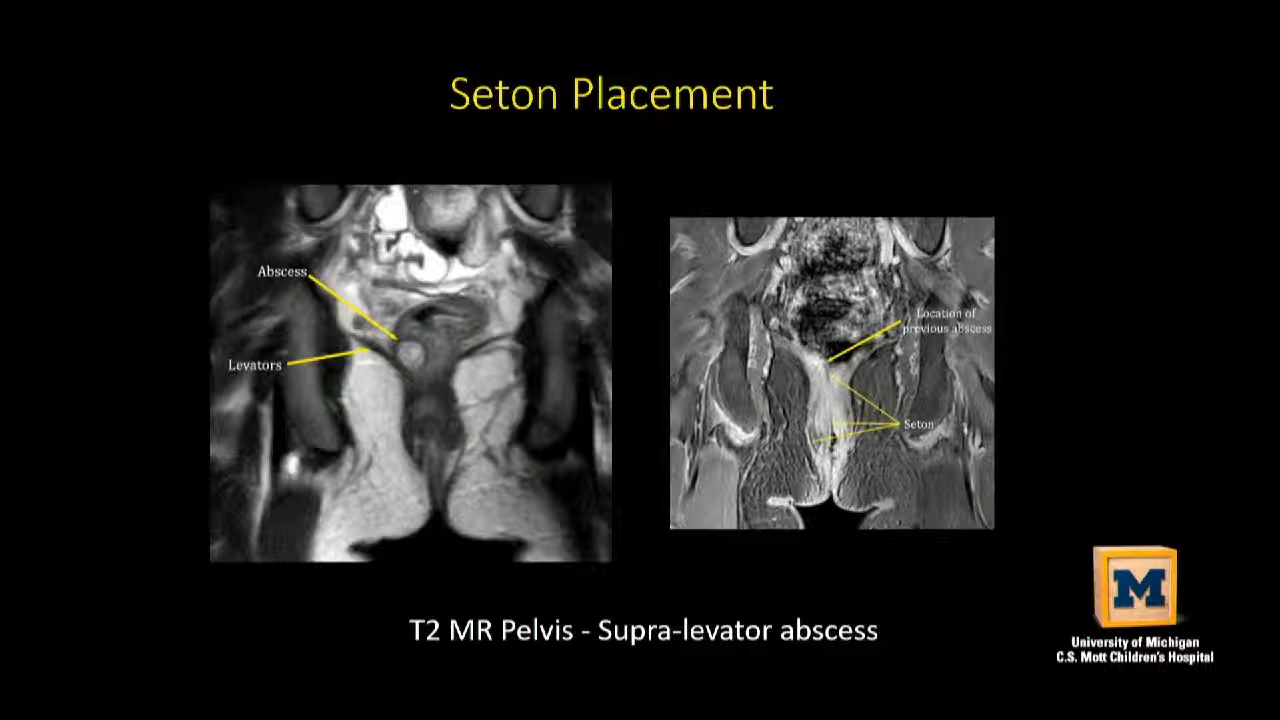 Seton Placement
Abscess
Levators
Location of
previous abscess
Seton
T2 MR Pelvis - Supra-levator abscess
M
University of Michigan
C.S. Mott Children's Hospital